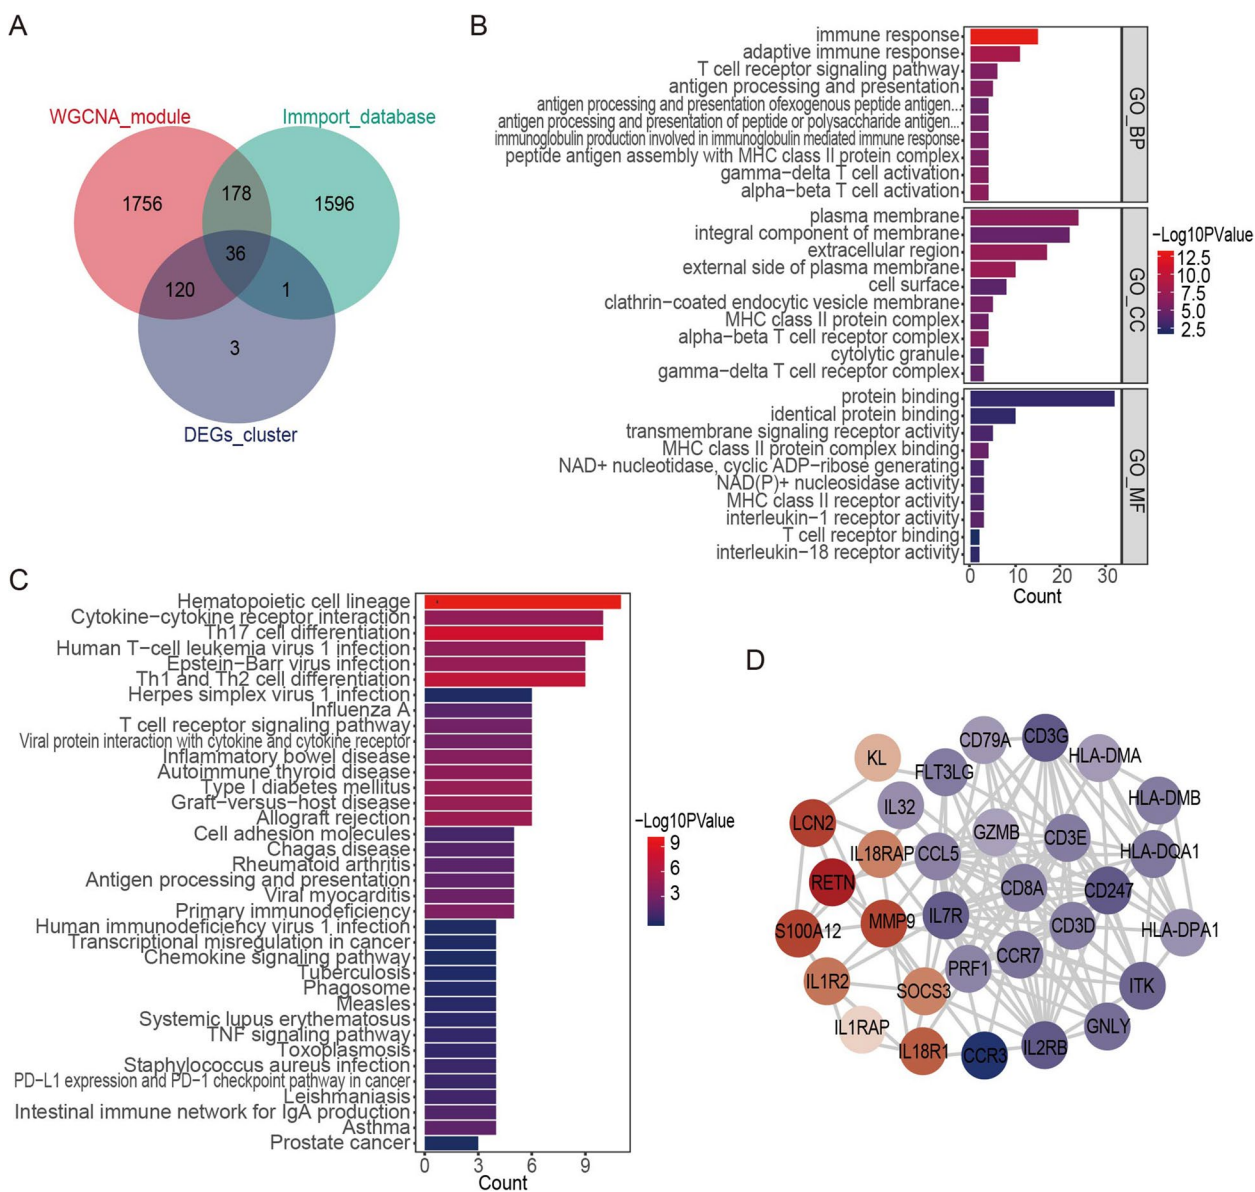 A
WGCNA_module
Immport_database
1756
178
1596
36
120
1
3
DEGs_cluster
B
immune response
adaptive immune response
T cell receptor signaling pathway
antigen processing and presentation
antigen processing and presentation ofexogenous peptide antigen...
antigen processing and presentation of peptide or polysaccharide antigen...
immunoglobulin production involved in immunoglobulin mediated immune response
peptide antigen assembly with MHC class II protein complex
gamma-delta T cell activation
alpha-beta T cell activation
GO_BP
plasma membrane
integral component of membrane
extracellular region
external side of plasma membrane
cell surface
clathrin-coated endocytic vesicle membrane
MHC class II protein complex
alpha-beta T cell receptor complex
cytolytic granule
gamma-delta T cell receptor complex
GO_CC
protein binding
identical protein binding
transmembrane signaling receptor activity
MHC class II protein complex binding
NAD+ nucleotidase, cyclic ADP−ribose generating
NAD(P)+ nucleosidase activity
MHC class II receptor activity
interleukin−1 receptor activity
T cell receptor binding
interleukin−18 receptor activity
GO_MF
0 10 20 30
Count
−Log10PValue
12.5
10.0
7.5
5.0
2.5
C
Hematopoietic cell lineage
Cytokine−cytokine receptor interaction
Th17 cell differentiation
Human T−cell leukemia virus 1 infection
Epstein−Barr virus infection
Th1 and Th2 cell differentiation
Herpes simplex virus 1 infection
Influenza A
T cell receptor signaling pathway
Viral protein interaction with cytokine and cytokine receptor
Inflammatory bowel disease
Autoimmune thyroid disease
Type I diabetes mellitus
Graft−versus−host disease
Allograft rejection
Cell adhesion molecules
Chagas disease
Rheumatoid arthritis
Antigen processing and presentation
Viral myocarditis
Primary immunodeficiency
Human immunodeficiency virus 1 infection
Transcriptional misregulation in cancer
Chemokine signaling pathway
Tuberculosis
Phagosome
Measles
Systemic lupus erythematosus
TNF signaling pathway
Toxoplasmosis
Staphylococcus aureus infection
PD−L1 expression and PD−1 checkpoint pathway in cancer
Leishmaniasis
Intestinal immune network for IgA production
Asthma
Prostate cancer
0 3 6 9
Count
−Log10PValue
9
6
3
D
CD79A
CD3G
KL
FLT3LG
HLA-DMA
IL32
HLA-DMB
LCN2
GZMB
CD3E
IL18RAP
CCL5
HLA-DQA1
RETN
CD8A
CD247
S100A12
MMP9
IL7R
CD3D
HLA-DPA1
IL1R2
PRF1
CCR7
SOCS3
ITK
IL1RAP
GNLY
IL18R1
CCR3
IL2RB